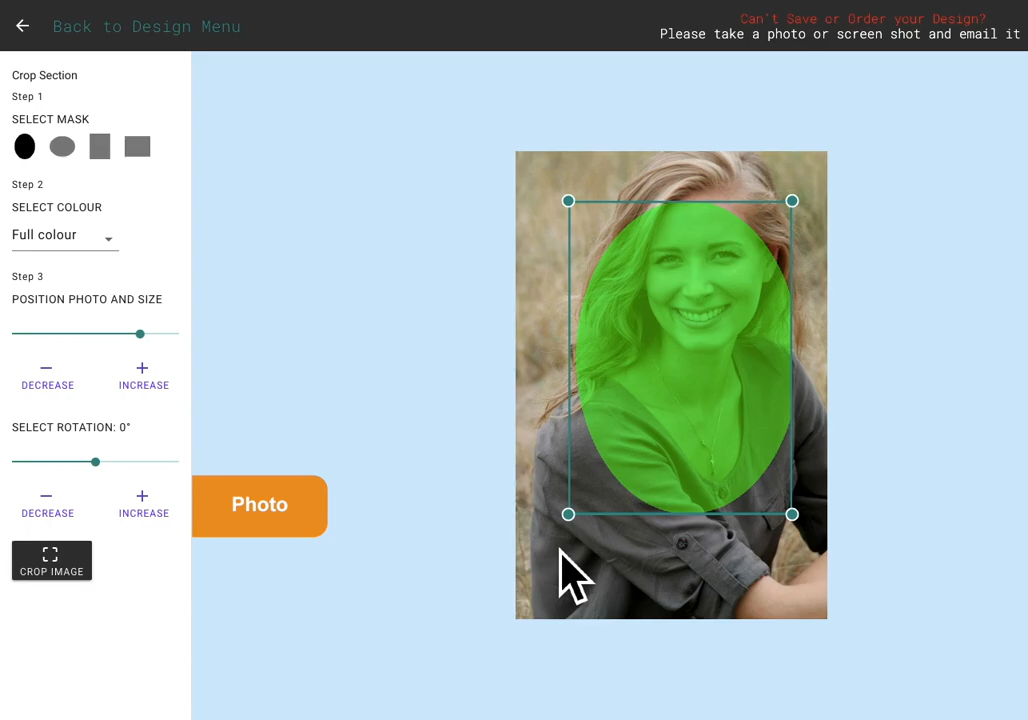 Back to Design Menu
Can't Save or Order your Design?
Please take a photo or screen shot and email it
Crop Section
Step 1
SELECT MASK
Step 2
SELECT COLOUR
Full colour
Step 3
POSITION PHOTO AND SIZE
DECREASE
INCREASE
SELECT ROTATION: 0°
DECREASE
INCREASE
CROP IMAGE
Photo